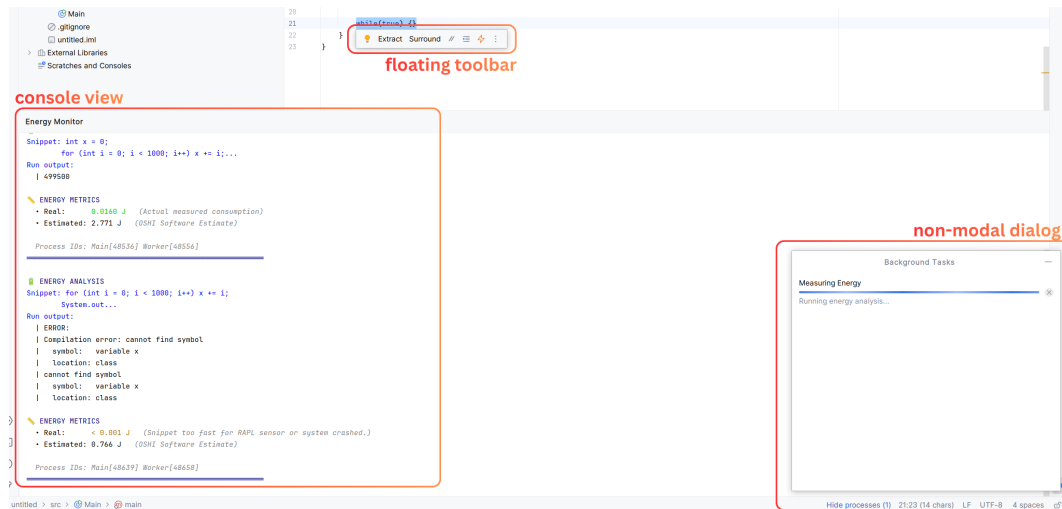 Main
.gitignore
untitled.iml
External Libraries
Scratches and Consoles
20
21 while(true) {}
22 }
23 }
Extract Surround
floating toolbar
console view
Energy Monitor
Snippet: int x = 0;
for (int i = 0; i < 1000; i++) x += i;...
Run output:
| 499500
ENERGY METRICS
• Real: 0.0160 J (Actual measured consumption)
• Estimated: 2.771 J (OSHI Software Estimate)
Process IDs: Main[48536] Worker[48556]
ENERGY ANALYSIS
Snippet: for (int i = 0; i < 1000; i++) x += i;
System.out...
Run output:
| ERROR:
| Compilation error: cannot find symbol
| symbol: variable x
| location: class
| cannot find symbol
| symbol: variable x
| location: class
ENERGY METRICS
• Real: < 0.001 J (Snippet too fast for RAPL sensor or system crashed.)
• Estimated: 0.766 J (OSHI Software Estimate)
Process IDs: Main[48639] Worker[48658]
non-modal dialog
Background Tasks
Measuring Energy
Running energy analysis...
untitled > src > Main > main
Hide processes (1) 21:23 (14 chars) LF UTF-8 4 spaces